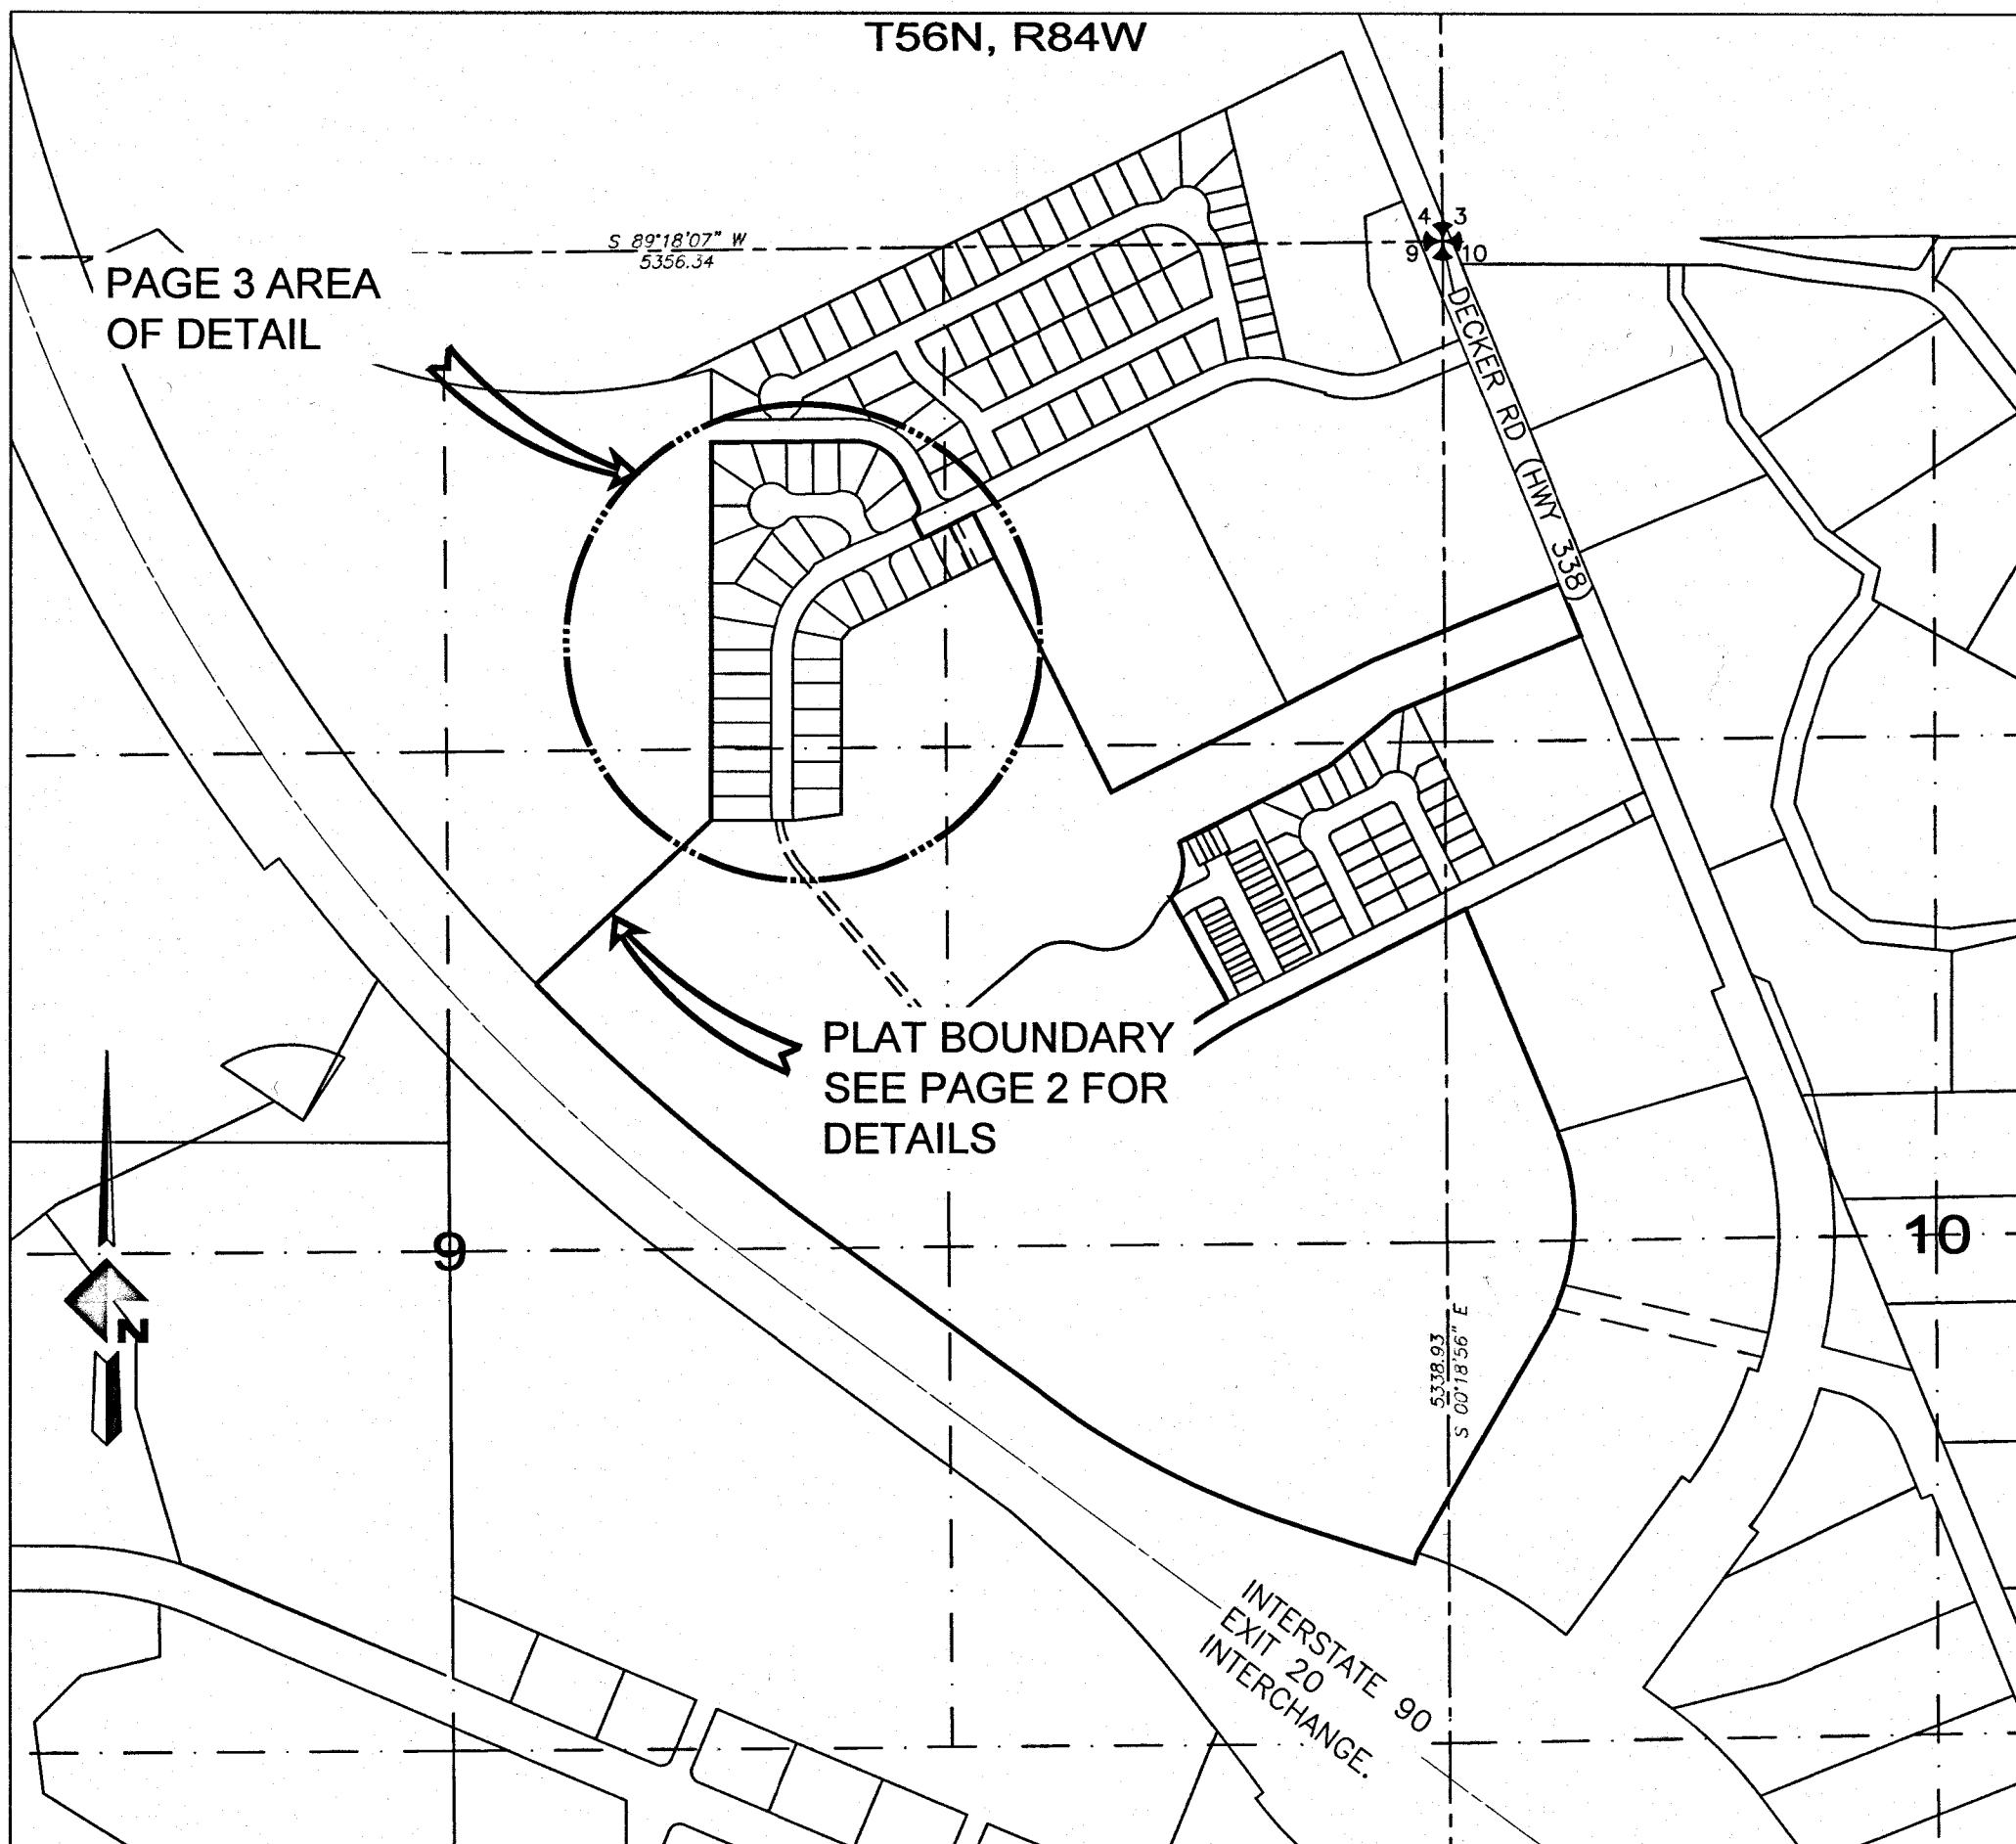 T56N, R84W
S 89°18'07" W
5356.34
4 3
9 10
PAGE 3 AREA
OF DETAIL
DECKER RD (HWY 338)
PLAT BOUNDARY
SEE PAGE 2 FOR
DETAILS
9
10
N
5338.93
S 00°18'56" E
INTERSTATE 90
EXIT 20
INTERCHANGE.